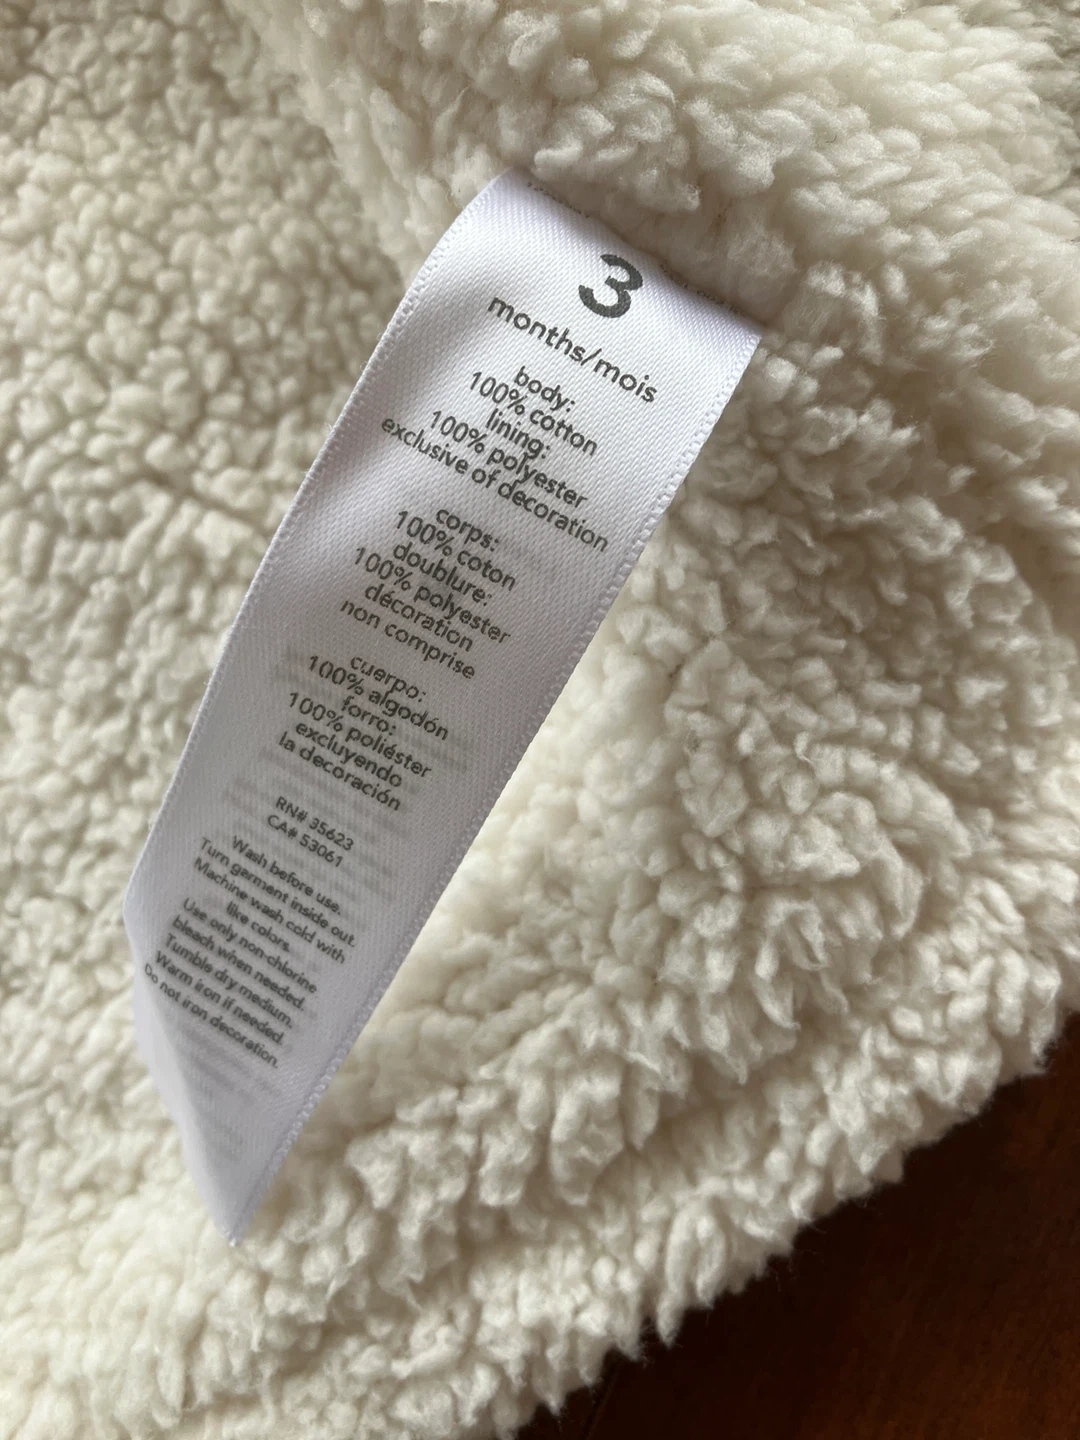 3
months/mois
body:
100% cotton
lining:
100% polyester
exclusive of decoration
corps:
100% coton
doublure:
100% polyester
décoration
non comprise
cuerpo:
100% algodón
forro:
100% poliéster
excluyendo
la decoración
RN# 35623
CA# 53061
Wash before use.
Turn garment inside out.
Machine wash cold with
like colors.
Use only non-chlorine
bleach when needed.
Tumble dry medium.
Warm iron if needed.
Do not iron decoration.